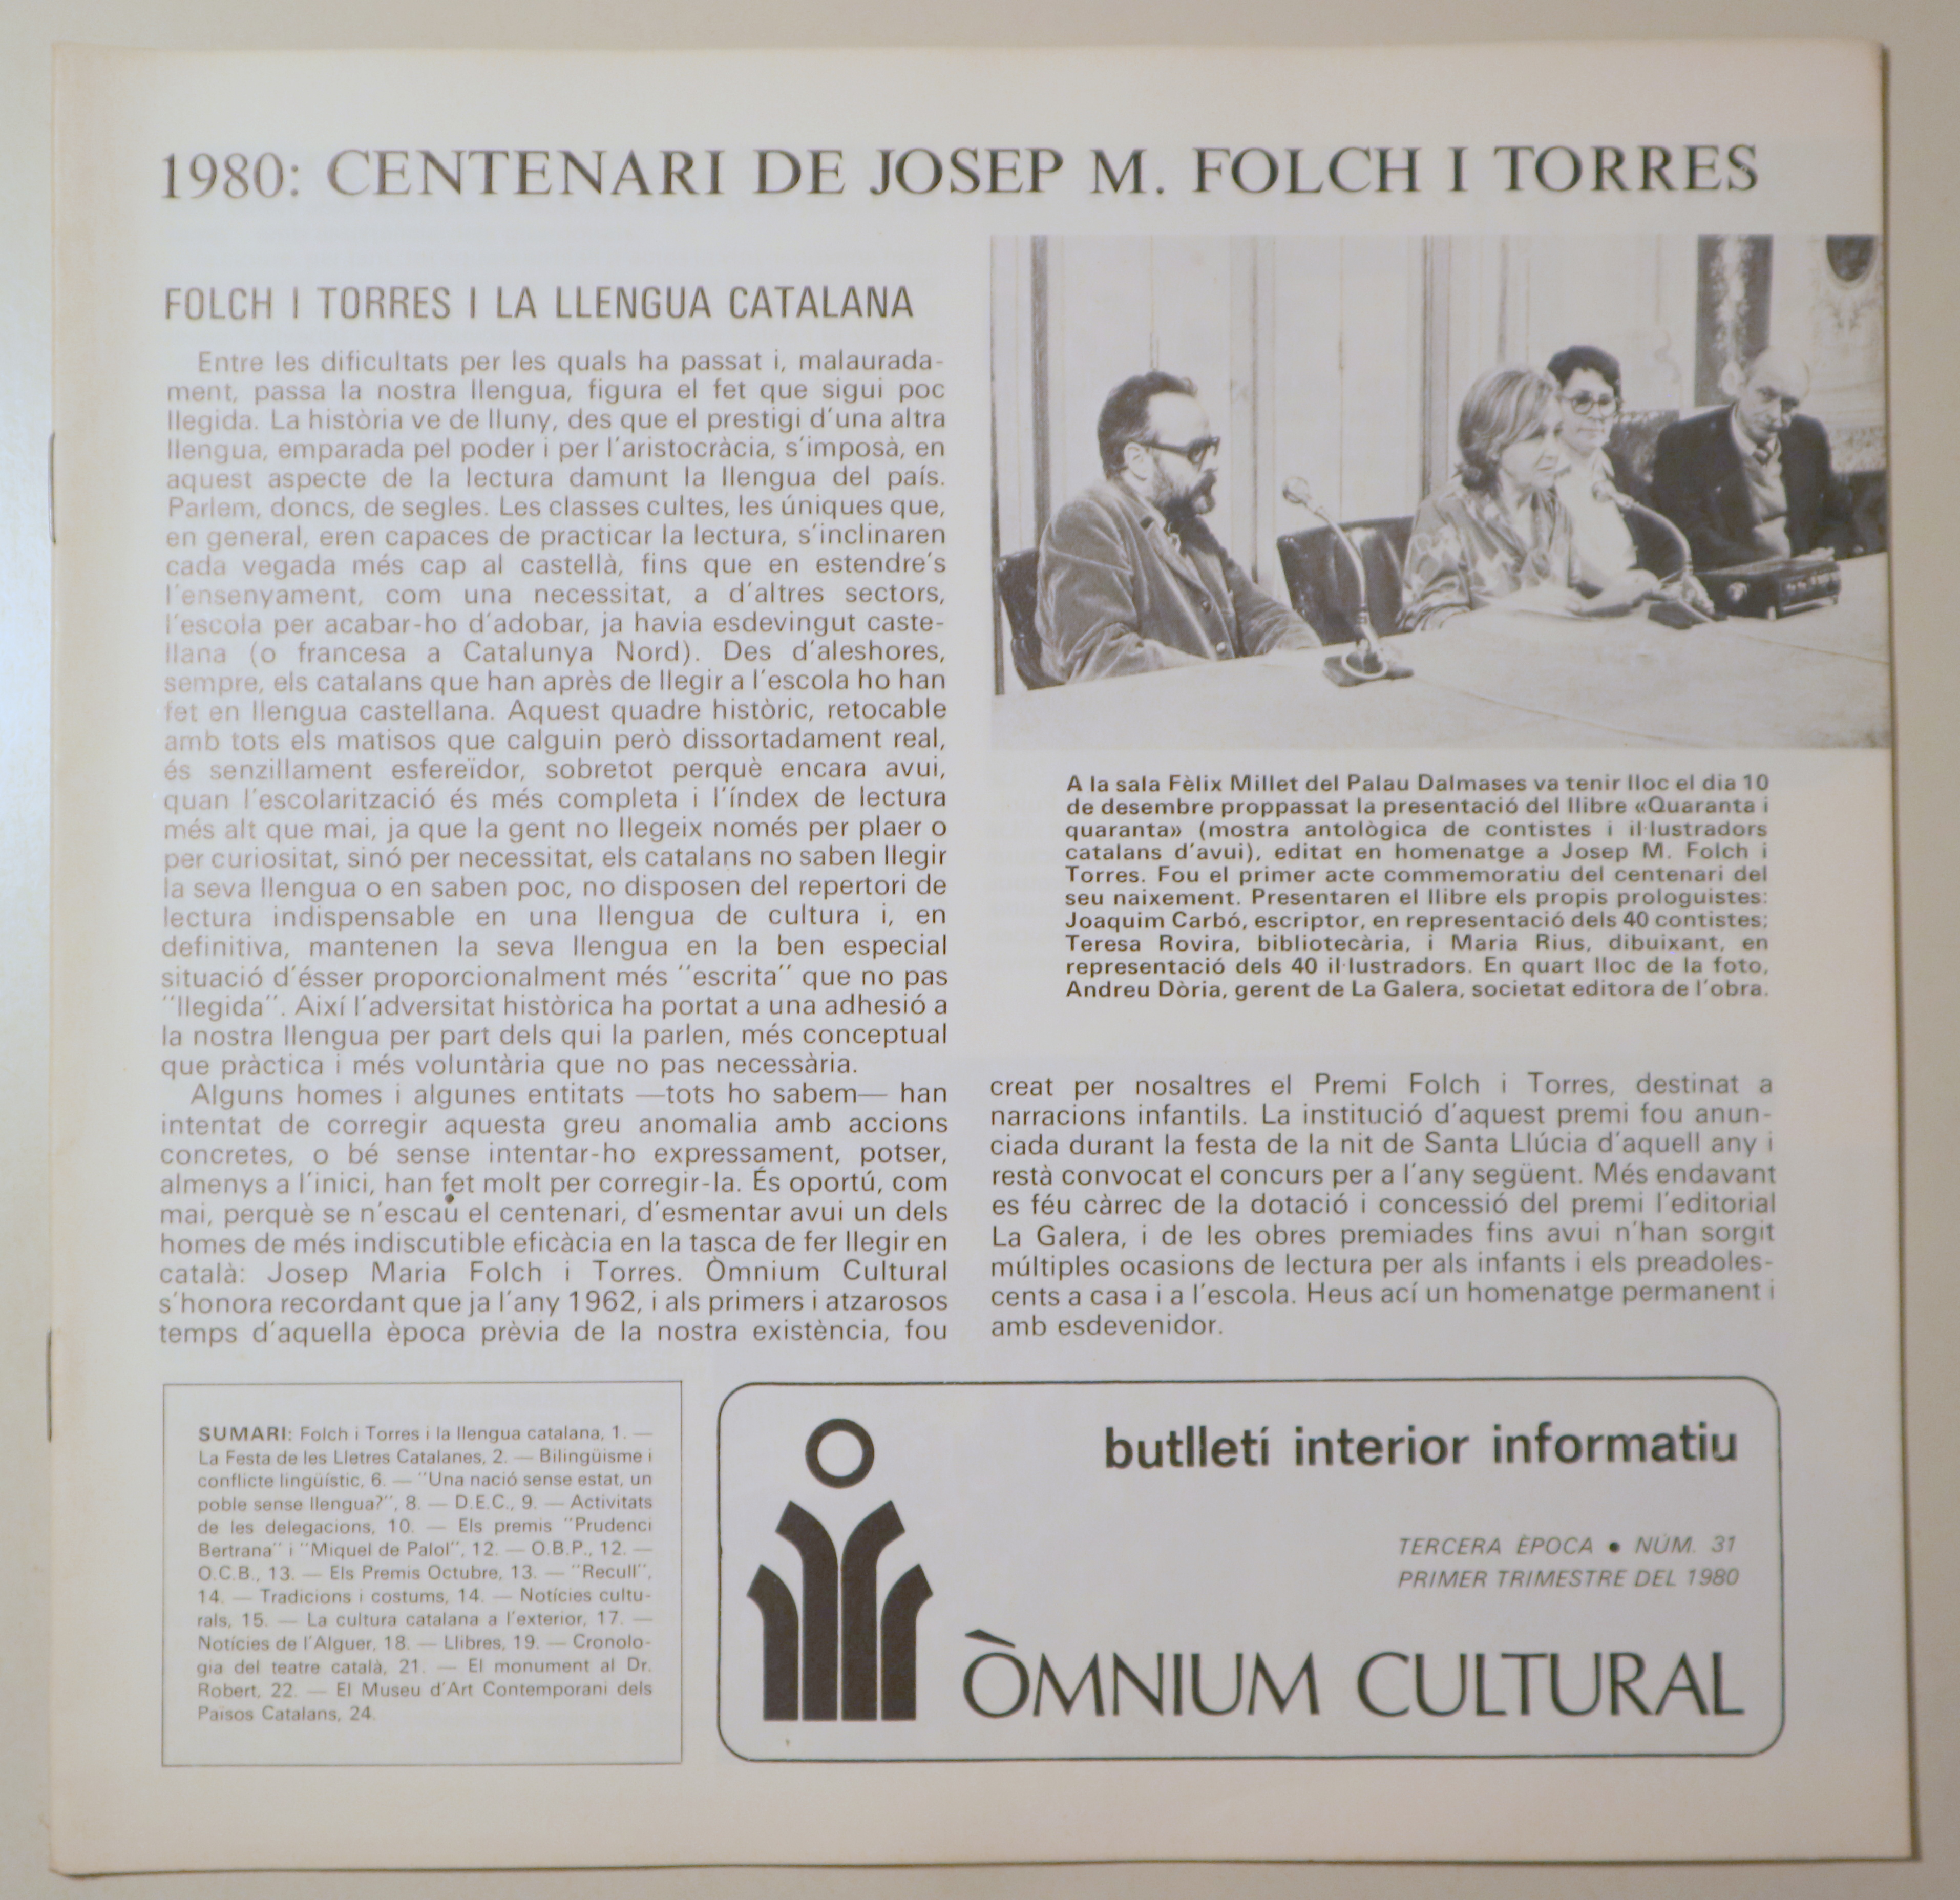 1980: CENTENARI DE JOSEP M. FOLCH I TORRES
FOLCH I TORRES I LA LLENGUA CATALANA
Entre les dificultats per les quals ha passat i, malaurada-
ment, passa la nostra llengua, figura el fet que sigui poc
llegida. La història ve de lluny, des que el prestigi d'una altra
llengua, emparada pel poder i per l'aristocràcia, s'imposà, en
aquest aspecte de la lectura damunt la llengua del país.
Parlem, doncs, de segles. Les classes cultes, les úniques que,
en general, eren capaces de practicar la lectura, s'inclinaren
cada vegada més cap al castellà, fins que en estendre's
l'ensenyament, com una necessitat, a d'altres sectors,
l'escola per acabar-ho d'adobar, ja havia esdevingut caste-
llana (o francesa a Catalunya Nord). Des d'aleshores,
sempre, els catalans que han après de llegir a l'escola ho han
fet en llengua castellana. Aquest quadre històric, retocable
amb tots els matisos que calguin però dissortadament real,
és senzillament esfereïdor, sobretot perquè encara avui,
quan l'escolarització és més completa i l'índex de lectura
més alt que mai, ja que la gent no llegeix només per plaer o
per curiositat, sinó per necessitat, els catalans no saben llegir
la seva llengua o en saben poc, no disposen del repertori de
lectura indispensable en una llengua de cultura i, en
definitiva, mantenen la seva llengua en la ben especial
situació d'ésser proporcionalment més "escrita" que no pas
"llegida". Així l'adversitat històrica ha portat a una adhesió a
la nostra llengua per part dels qui la parlen, més conceptual
que pràctica i més voluntària que no pas necessària.
Alguns homes i algunes entitats —tots ho sabem— han
intentat de corregir aquesta greu anomalia amb accions
concretes, o bé sense intentar-ho expressament, potser,
almenys a l'inici, han fet molt per corregir-la. És oportú, com
mai, perquè se n'escau el centenari, d'esmentar avui un dels
homes de més indiscutible eficàcia en la tasca de fer llegir en
català: Josep Maria Folch i Torres. Òmnium Cultural
s'honora recordant que ja l'any 1962, i als primers i atzarosos
temps d'aquella època prèvia de la nostra existència, fou
A la sala Fèlix Millet del Palau Dalmases va tenir lloc el dia 10
de desembre proppassat la presentació del llibre «Quaranta i
quaranta» (mostra antològica de contistes i il·lustradors
catalans d'avui), editat en homenatge a Josep M. Folch i
Torres. Fou el primer acte commemoratiu del centenari del
seu naixement. Presentaren el llibre els propis prologuistes:
Joaquim Carbó, escriptor, en representació dels 40 contistes;
Teresa Rovira, bibliotecària, i Maria Rius, dibuixant, en
representació dels 40 il·lustradors. En quart lloc de la foto,
Andreu Dòria, gerent de La Galera, societat editora de l'obra.
creat per nosaltres el Premi Folch i Torres, destinat a
narracions infantils. La institució d'aquest premi fou anun-
ciada durant la festa de la nit de Santa Llúcia d'aquell any i
restà convocat el concurs per a l'any següent. Més endavant
es féu càrrec de la dotació i concessió del premi l'editorial
La Galera, i de les obres premiades fins avui n'han sorgit
múltiples ocasions de lectura per als infants i els preadoles-
cents a casa i a l'escola. Heus ací un homenatge permanent i
amb esdevenidor.
SUMARI: Folch i Torres i la llengua catalana, 1. —
La Festa de les Lletres Catalanes, 2. — Bilingüisme i
conflicte lingüístic, 6. — "Una nació sense estat, un
poble sense llengua?", 8. — D.E.C., 9. — Activitats
de les delegacions, 10. — Els premis "Prudenci
Bertrana" i "Miquel de Palol", 12. — O.B.P., 12. —
O.C.B., 13. — Els Premis Octubre, 13. — "Recull",
14. — Tradicions i costums, 14. — Notícies cultu-
rals, 15. — La cultura catalana a l'exterior, 17. —
Notícies de l'Alguer, 18. — Llibres, 19. — Cronolo-
gia del teatre català, 21. — El monument al Dr.
Robert, 22. — El Museu d'Art Contemporani dels
Països Catalans, 24.
butlletí interior informatiu
TERCERA ÈPOCA • NÚM. 31
PRIMER TRIMESTRE DEL 1980
ÒMNIUM CULTURAL